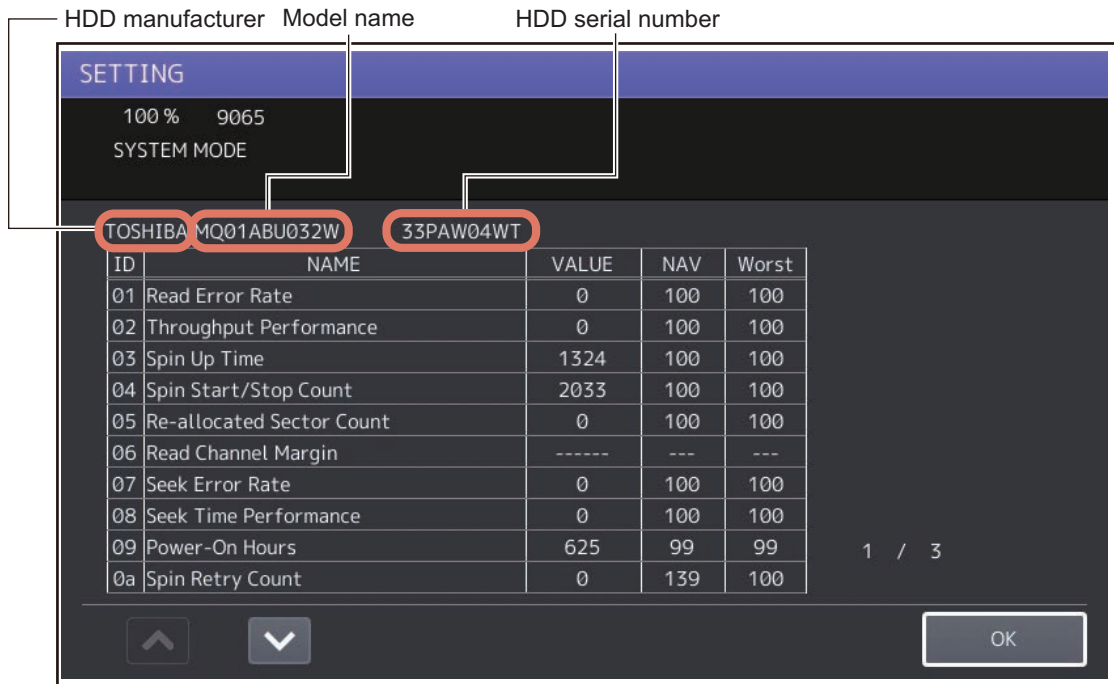 HDD manufacturer Model name HDD serial number
SETTING
100 % 9065
SYSTEM MODE
TOSHIBA MQ01ABU032W 33PAW04WT
ID NAME VALUE NAV Worst
01 Read Error Rate 0 100 100
02 Throughput Performance 0 100 100
03 Spin Up Time 1324 100 100
04 Spin Start/Stop Count 2033 100 100
05 Re-allocated Sector Count 0 100 100
06 Read Channel Margin ------ --- ---
07 Seek Error Rate 0 100 100
08 Seek Time Performance 0 100 100
09 Power-On Hours 625 99 99
0a Spin Retry Count 0 139 100
1 / 3
OK